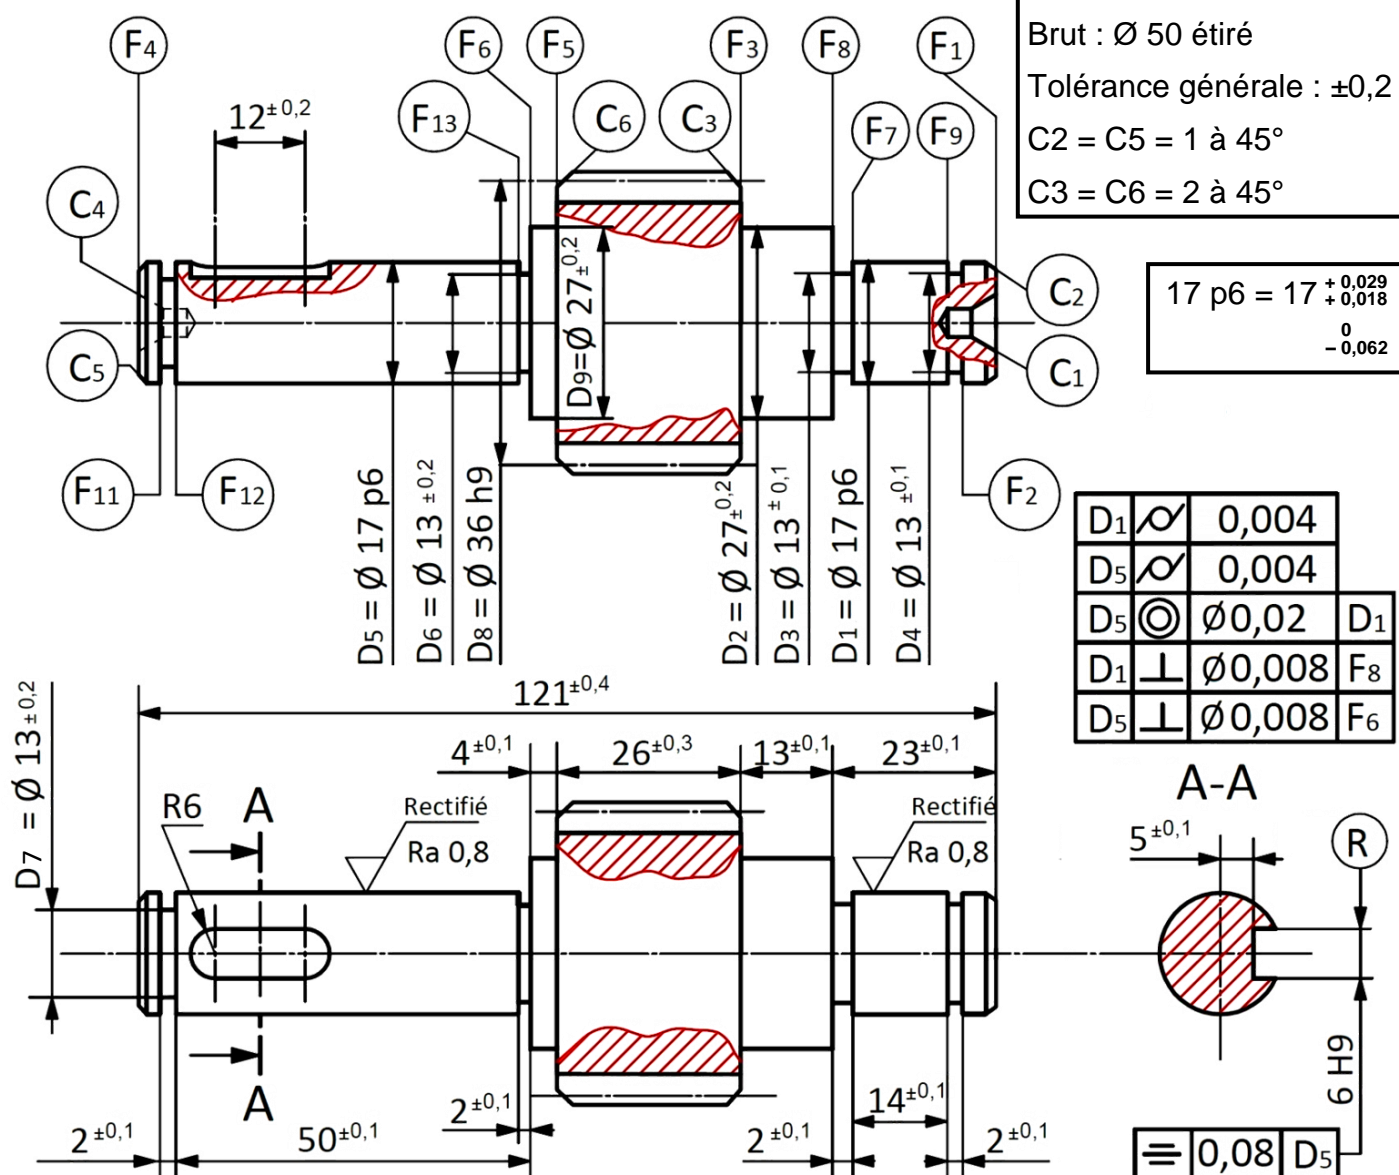 F4
F6
F5
F3
F8
F1
Brut : Ø 50 étiré
Tolérance générale : ±0,2
C2 = C5 = 1 à 45°
C3 = C6 = 2 à 45°
12±0,2
F13
C6
C3
F7
F9
C4
C2
17 p6 = 17 + 0,029
+ 0,018
0
- 0,062
C5
C1
D9=Ø 27±0,2
F11
F12
F2
D5 = Ø 17 p6
D6 = Ø 13 ±0,2
D8 = Ø 36 h9
D2 = Ø 27±0,2
D3 = Ø 13 ± 0,1
D1 = Ø 17 p6
D4 = Ø 13 ±0,1
D1 ⌭ 0,004
D5 ⌭ 0,004
D5 ◎ Ø0,02 D1
D1 ⊥ Ø0,008 F8
D5 ⊥ Ø0,008 F6
121±0,4
D7 = Ø 13±0,2
4±0,1
26±0,3
13±0,1
23±0,1
A-A
R6
A
Rectifié
Ra 0,8
Rectifié
Ra 0,8
5±0,1
R
A
2±0,1
50±0,1
2±0,1
2±0,1
14±0,1
2±0,1
6 H9
⌯ 0,08 D5